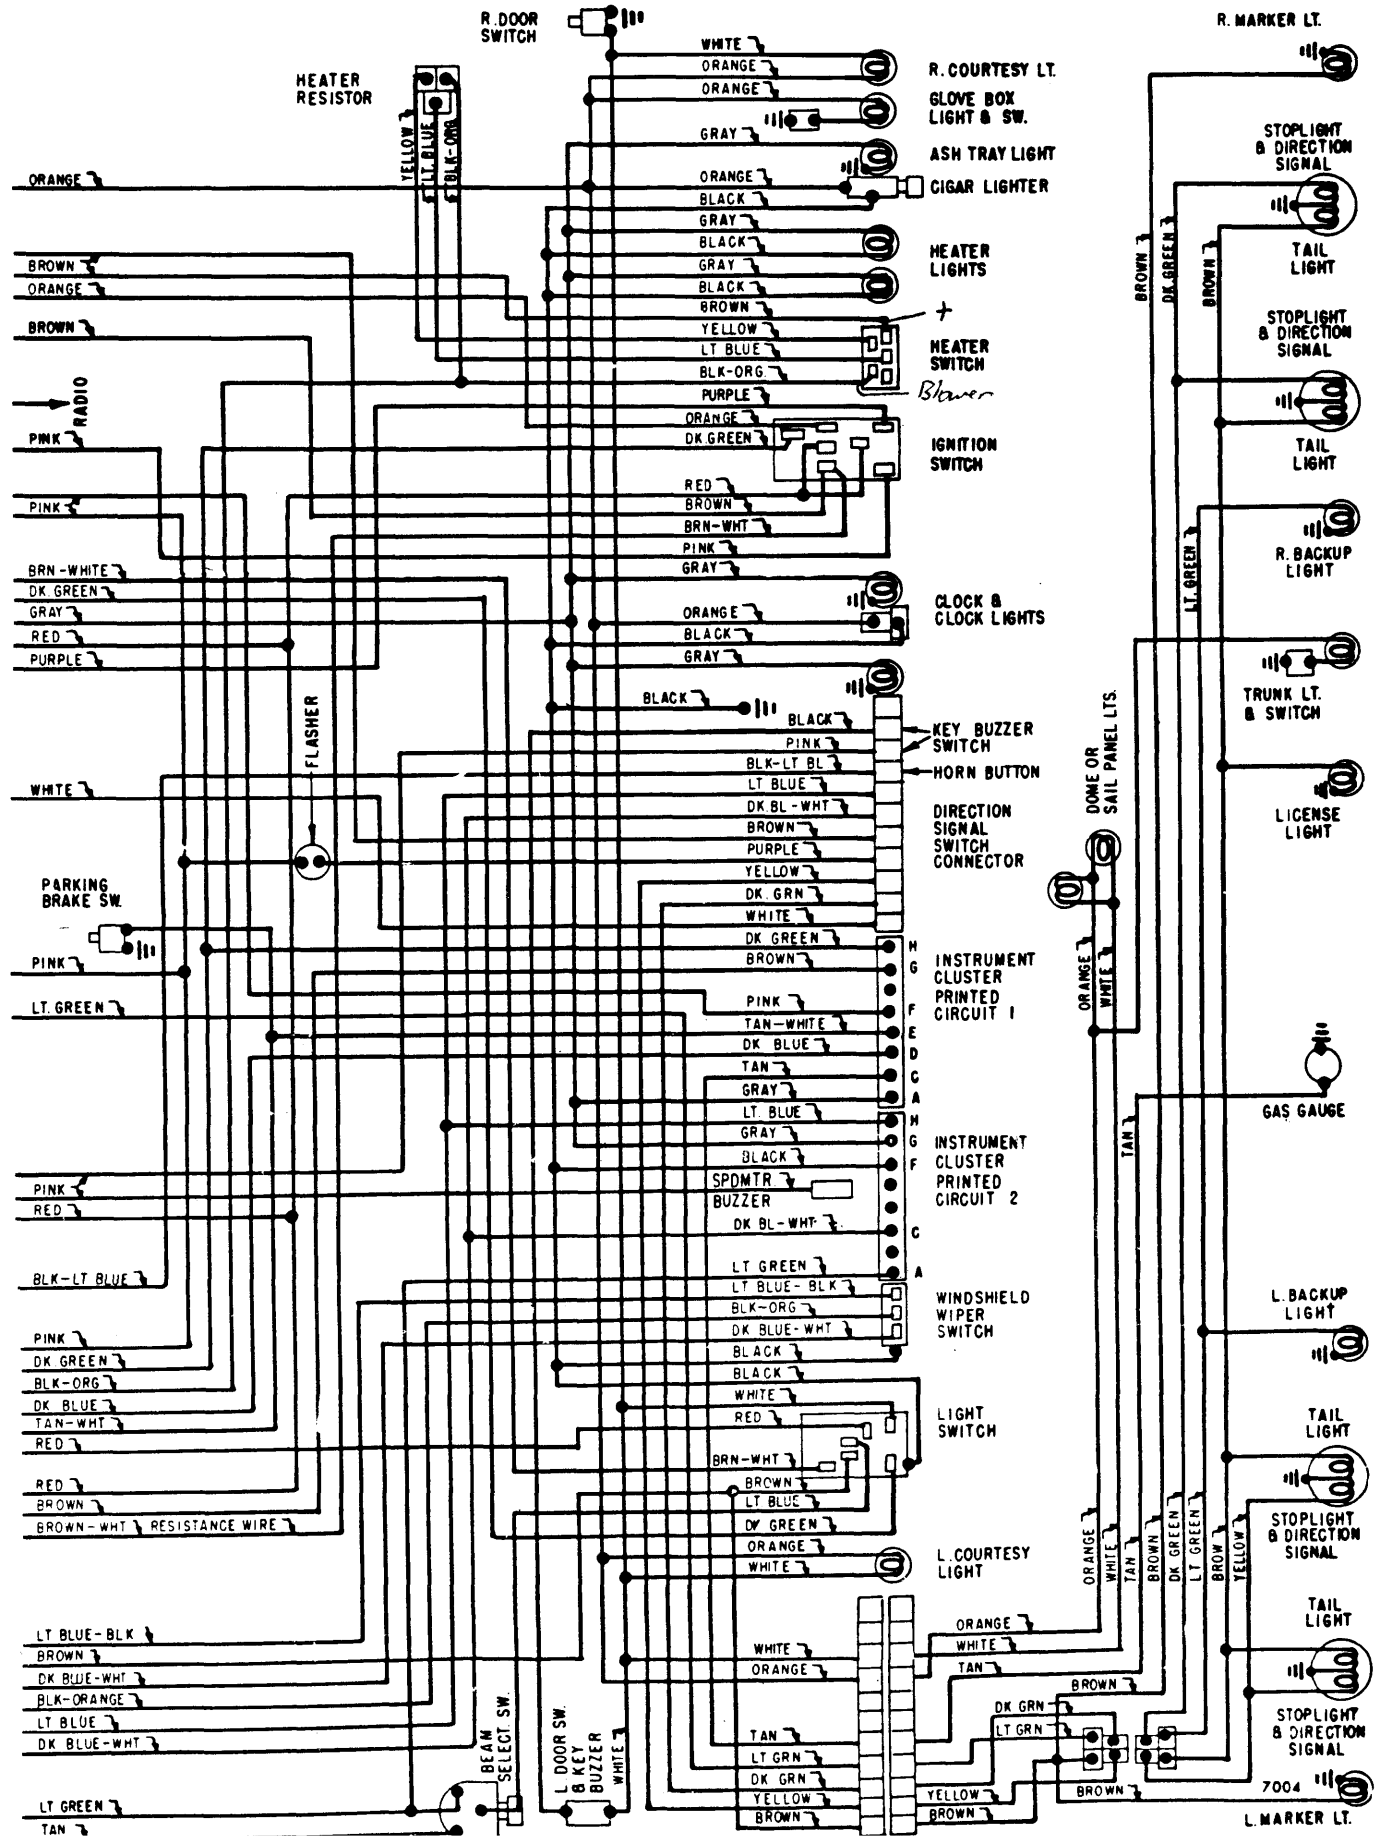 R. DOOR
SWITCH
R. MARKER LT.
WHITE
ORANGE
R. COURTESY LT.
HEATER
RESISTOR
ORANGE
GLOVE BOX
LIGHT & SW.
YELLOW
LT BLUE
BLK-ORG
GRAY
ASH TRAY LIGHT
STOPLIGHT
& DIRECTION
SIGNAL
ORANGE
ORANGE
CIGAR LIGHTER
BLACK
GRAY
BLACK
HEATER
LIGHTS
TAIL
LIGHT
BROWN
DK.GREEN
BROWN
BROWN
GRAY
ORANGE
BLACK
BROWN
+
STOPLIGHT
& DIRECTION
SIGNAL
BROWN
YELLOW
LT BLUE
HEATER
SWITCH
BLK-ORG.
Blower
RADIO
PURPLE
ORANGE
PINK
DK.GREEN
IGNITION
SWITCH
TAIL
LIGHT
RED
PINK
BROWN
BRN-WHT
PINK
R. BACKUP
LIGHT
LT. GREEN
BRN-WHITE
GRAY
DK. GREEN
GRAY
ORANGE
CLOCK &
CLOCK LIGHTS
RED
BLACK
PURPLE
GRAY
TRUNK LT.
& SWITCH
FLASHER
BLACK
BLACK
KEY BUZZER
SWITCH
PINK
BLK-LT BL
HORN BUTTON
WHITE
LT BLUE
DK.BL-WHT
DIRECTION
SIGNAL
SWITCH
CONNECTOR
DOME OR
SAIL PANEL LTS.
LICENSE
LIGHT
BROWN
PURPLE
YELLOW
PARKING
BRAKE SW.
DK. GRN
WHITE
DK GREEN
H
PINK
BROWN
G
INSTRUMENT
CLUSTER
PRINTED
CIRCUIT 1
ORANGE
WHITE
LT. GREEN
PINK
F
TAN-WHITE
E
DK BLUE
D
TAN
C
GRAY
A
GAS GAUGE
TAN
LT. BLUE
H
GRAY
G
INSTRUMENT
CLUSTER
PRINTED
CIRCUIT 2
BLACK
F
PINK
SPDMTR.
BUZZER
RED
DK BL-WHT
C
BLK-LT BLUE
LT GREEN
A
LT BLUE-BLK
WINDSHIELD
WIPER
SWITCH
BLK-ORG
DK BLUE-WHT
L. BACKUP
LIGHT
PINK
BLACK
DK GREEN
BLACK
BLK-ORG
WHITE
DK BLUE
RED
LIGHT
SWITCH
TAIL
LIGHT
TAN-WHT
RED
BRN-WHT
RED
BROWN
BROWN
LT BLUE
BROWN-WHT RESISTANCE WIRE
DK GREEN
STOPLIGHT
& DIRECTION
SIGNAL
ORANGE
WHITE
L. COURTESY
LIGHT
ORANGE
WHITE
TAN
BROWN
DK GREEN
LT GREEN
BROW
YELLOW
TAIL
LIGHT
LT BLUE-BLK
ORANGE
BROWN
WHITE
WHITE
DK BLUE-WHT
ORANGE
TAN
BLK-ORANGE
BROWN
LT BLUE
DK GRN
LT GRN
STOPLIGHT
& DIRECTION
SIGNAL
DK BLUE-WHT
TAN
LT GRN
BEAM
SELECT. SW.
L. DOOR SW.
& KEY
BUZZER
WHITE
DK GRN
YELLOW
YELLOW
BROWN
7004
LT GREEN
BROWN
BROWN
TAN
L. MARKER LT.